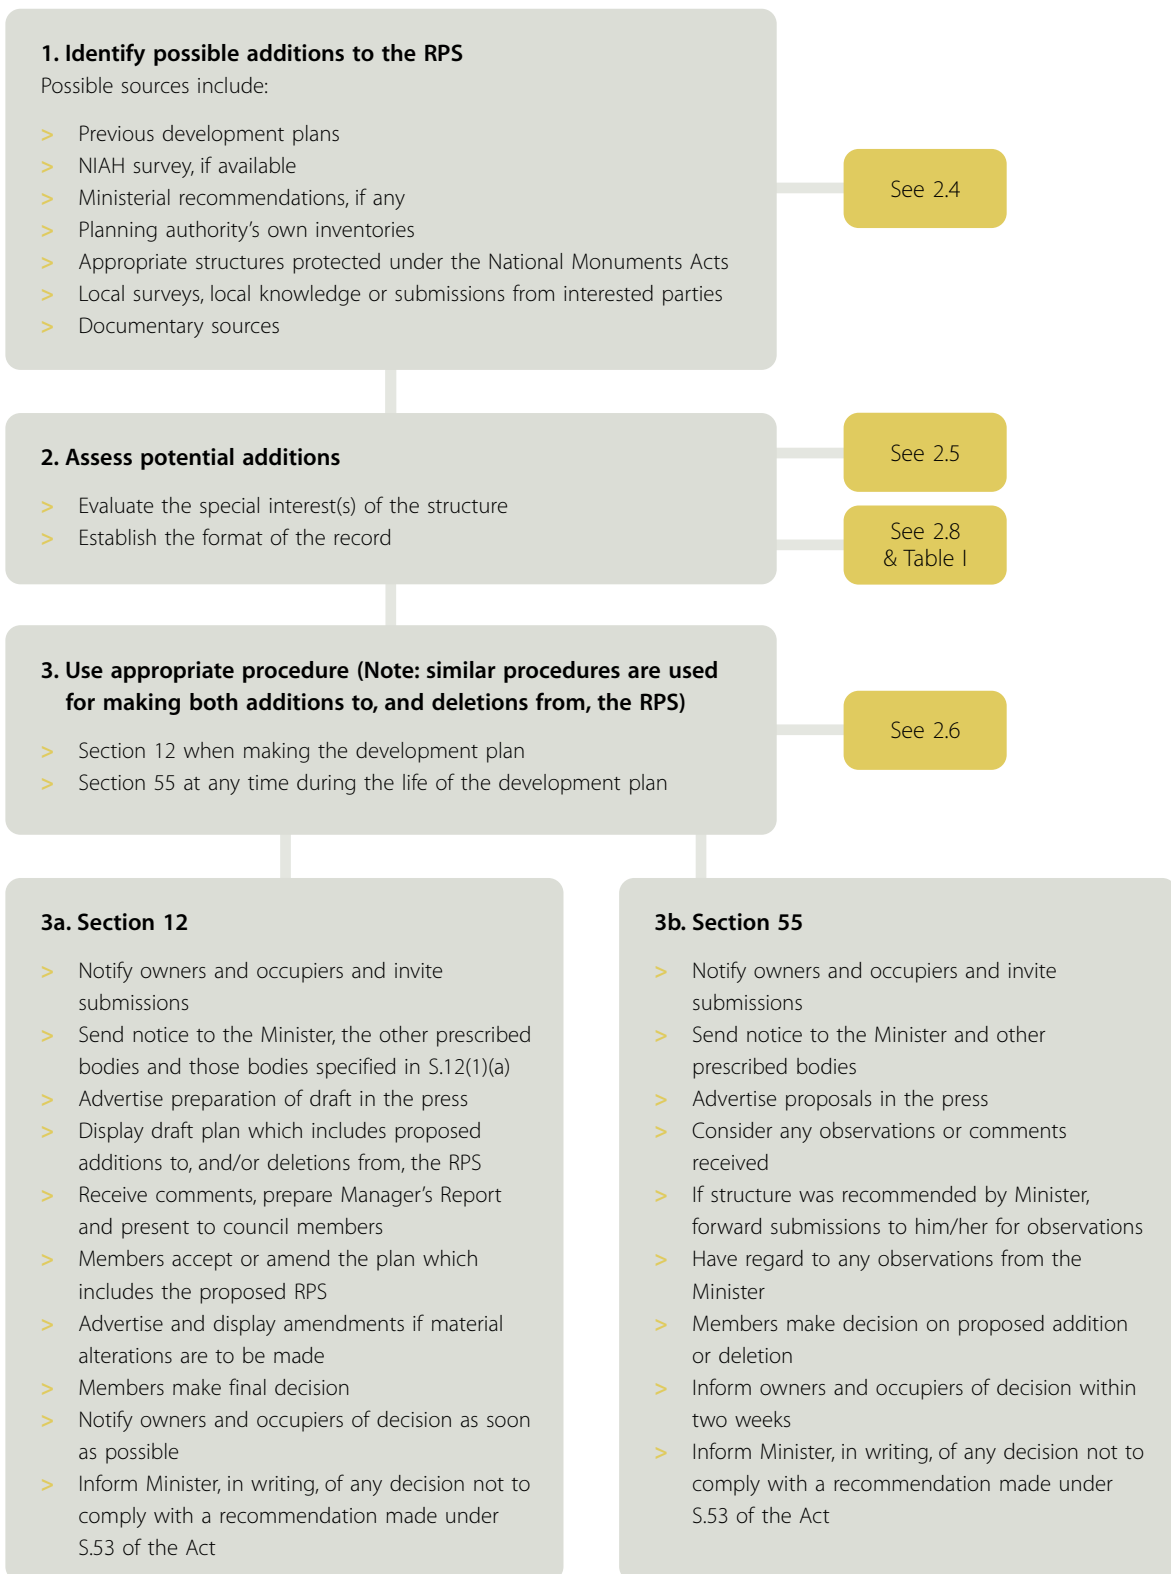 1. Identify possible additions to the RPS
Possible sources include:
> Previous development plans
> NIAH survey, if available
> Ministerial recommendations, if any
> Planning authority's own inventories
> Appropriate structures protected under the National Monuments Acts
> Local surveys, local knowledge or submissions from interested parties
> Documentary sources
See 2.4
2. Assess potential additions
> Evaluate the special interest(s) of the structure
> Establish the format of the record
See 2.5
See 2.8
& Table I
3. Use appropriate procedure (Note: similar procedures are used
for making both additions to, and deletions from, the RPS)
> Section 12 when making the development plan
> Section 55 at any time during the life of the development plan
See 2.6
3a. Section 12
> Notify owners and occupiers and invite
submissions
> Send notice to the Minister, the other prescribed
bodies and those bodies specified in S.12(1)(a)
> Advertise preparation of draft in the press
> Display draft plan which includes proposed
additions to, and/or deletions from, the RPS
> Receive comments, prepare Manager's Report
and present to council members
> Members accept or amend the plan which
includes the proposed RPS
> Advertise and display amendments if material
alterations are to be made
> Members make final decision
> Notify owners and occupiers of decision as soon
as possible
> Inform Minister, in writing, of any decision not to
comply with a recommendation made under
S.53 of the Act
3b. Section 55
> Notify owners and occupiers and invite
submissions
> Send notice to the Minister and other
prescribed bodies
> Advertise proposals in the press
> Consider any observations or comments
received
> If structure was recommended by Minister,
forward submissions to him/her for observations
> Have regard to any observations from the
Minister
> Members make decision on proposed addition
or deletion
> Inform owners and occupiers of decision within
two weeks
> Inform Minister, in writing, of any decision not to
comply with a recommendation made under
S.53 of the Act